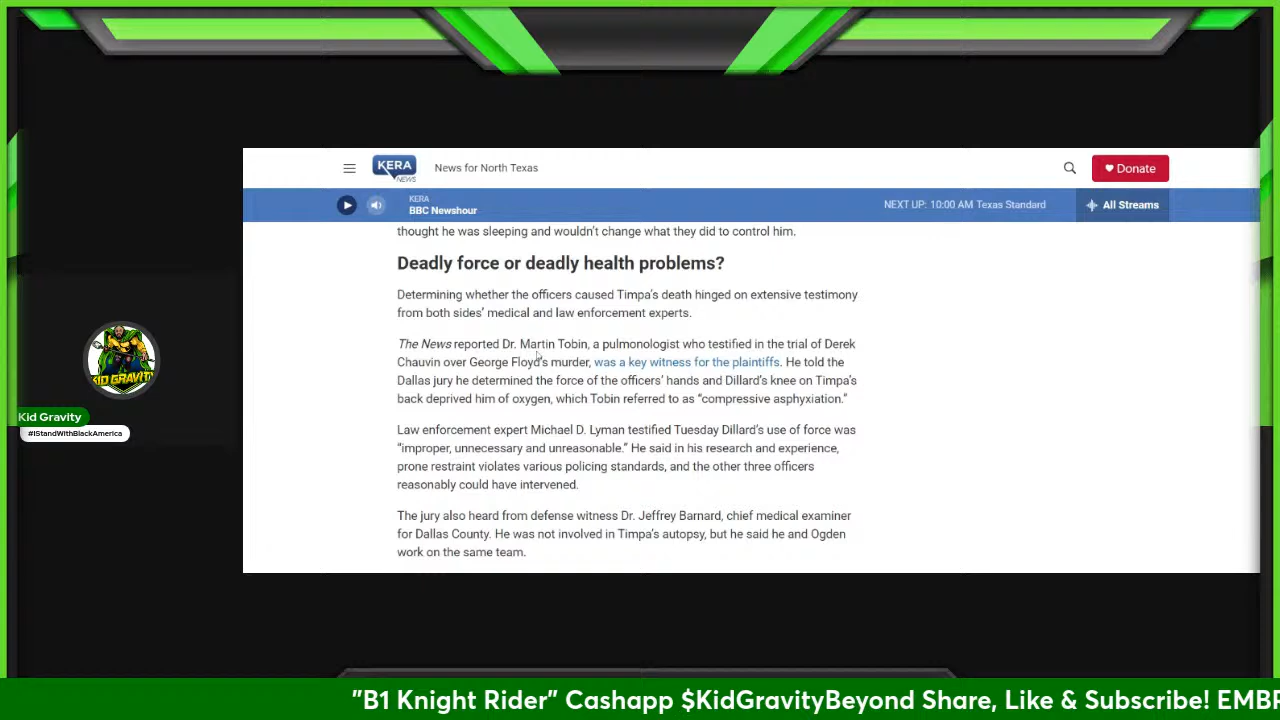 KERA
NEWS
News for North Texas
Donate
KERA
BBC Newshour
NEXT UP: 10:00 AM Texas Standard
All Streams
thought he was sleeping and wouldn't change what they did to control him.
Deadly force or deadly health problems?
Determining whether the officers caused Timpa's death hinged on extensive testimony
from both sides' medical and law enforcement experts.
The News reported Dr. Martin Tobin, a pulmonologist who testified in the trial of Derek
Chauvin over George Floyd's murder, was a key witness for the plaintiffs. He told the
Dallas jury he determined the force of the officers' hands and Dillard's knee on Timpa's
back deprived him of oxygen, which Tobin referred to as “compressive asphyxiation.”
Law enforcement expert Michael D. Lyman testified Tuesday Dillard's use of force was
“improper, unnecessary and unreasonable.” He said in his research and experience,
prone restraint violates various policing standards, and the other three officers
reasonably could have intervened.
The jury also heard from defense witness Dr. Jeffrey Barnard, chief medical examiner
for Dallas County. He was not involved in Timpa's autopsy, but he said he and Ogden
work on the same team.
KID GRAVITY
Kid Gravity
#IStandWithBlackAmerica
"B1 Knight Rider" Cashapp $KidGravityBeyond Share, Like & Subscribe! EMBR